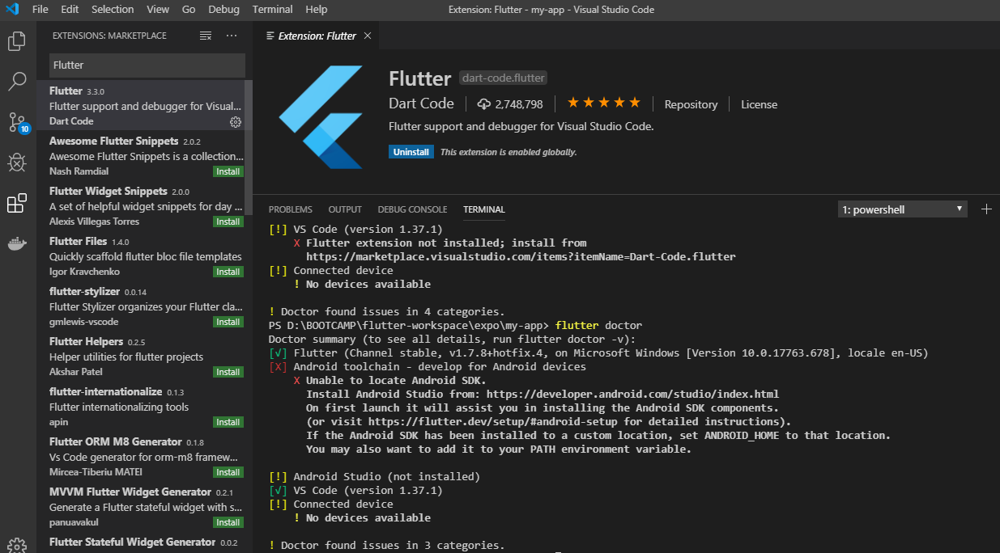 File Edit Selection View Go Debug Terminal Help
Extension: Flutter - my-app - Visual Studio Code
EXTENSIONS: MARKETPLACE
Flutter
Flutter 3.3.0
Flutter support and debugger for Visual...
Dart Code
Awesome Flutter Snippets 2.0.2
Awesome Flutter Snippets is a collection...
Nash Ramdial Install
Flutter Widget Snippets 2.0.0
A set of helpful widget snippets for day ...
Alexis Villegas Torres Install
Flutter Files 1.4.0
Quickly scaffold flutter bloc file templates
Igor Kravchenko Install
flutter-stylizer 0.0.14
Flutter Stylizer organizes your Flutter cla...
gmlewis-vscode Install
Flutter Helpers 0.2.5
Helper utilities for flutter projects
Akshar Patel Install
flutter-internationalize 0.1.3
Flutter internationalizing tools
apin Install
Flutter ORM M8 Generator 0.1.8
Vs Code generator for orm-m8 framew...
Mircea-Tiberiu MATEI Install
MVVM Flutter Widget Generator 0.2.1
Generate a Flutter stateful widget with s...
panuavakul Install
Flutter Stateful Widget Generator 0.0.2
10
Extension: Flutter
Flutter dart-code.flutter
Dart Code 2,748,798 Repository License
Flutter support and debugger for Visual Studio Code.
Uninstall This extension is enabled globally.
PROBLEMS OUTPUT DEBUG CONSOLE TERMINAL 1: powershell
[!] VS Code (version 1.37.1)
X Flutter extension not installed; install from
https://marketplace.visualstudio.com/items?itemName=Dart-Code.flutter
[!] Connected device
! No devices available
! Doctor found issues in 4 categories.
PS D:\BOOTCAMP\flutter-workspace\expo\my-app> flutter doctor
Doctor summary (to see all details, run flutter doctor -v):
[√] Flutter (Channel stable, v1.7.8+hotfix.4, on Microsoft Windows [Version 10.0.17763.678], locale en-US)
[X] Android toolchain - develop for Android devices
X Unable to locate Android SDK.
Install Android Studio from: https://developer.android.com/studio/index.html
On first launch it will assist you in installing the Android SDK components.
(or visit https://flutter.dev/setup/#android-setup for detailed instructions).
If the Android SDK has been installed to a custom location, set ANDROID_HOME to that location.
You may also want to add it to your PATH environment variable.
[!] Android Studio (not installed)
[√] VS Code (version 1.37.1)
[!] Connected device
! No devices available
! Doctor found issues in 3 categories.